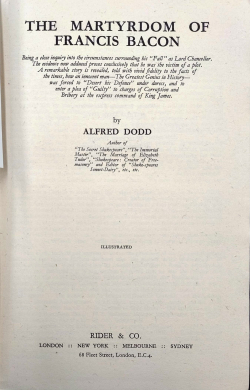 THE MARTYRDOM OF
FRANCIS BACON
Being a close inquiry into the circumstances surrounding his "Fall" as Lord Chancellor.
The evidence now adduced proves conclusively that he was the victim of a plot.
A remarkable story is revealed, told with vivid fidelity to the facts of
the times, how an innocent man—The Greatest Genius in History—
was forced to "Desert his Defence" under duress, and to
enter a plea of "Guilty" to charges of Corruption and
Bribery at the express command of King James.
by
ALFRED DODD
Author of
"The Secret Shakespeare", "The Immortal
Master", "The Marriage of Elizabeth
Tudor", "Shakespeare: Creator of Free-
masonry" and Editor of "Shake-speares
Sonnet-Diary", etc., etc.
ILLUSTRATED
RIDER & CO.
LONDON :: NEW YORK :: MELBOURNE :: SYDNEY
68 Fleet Street, London, E.C.4.